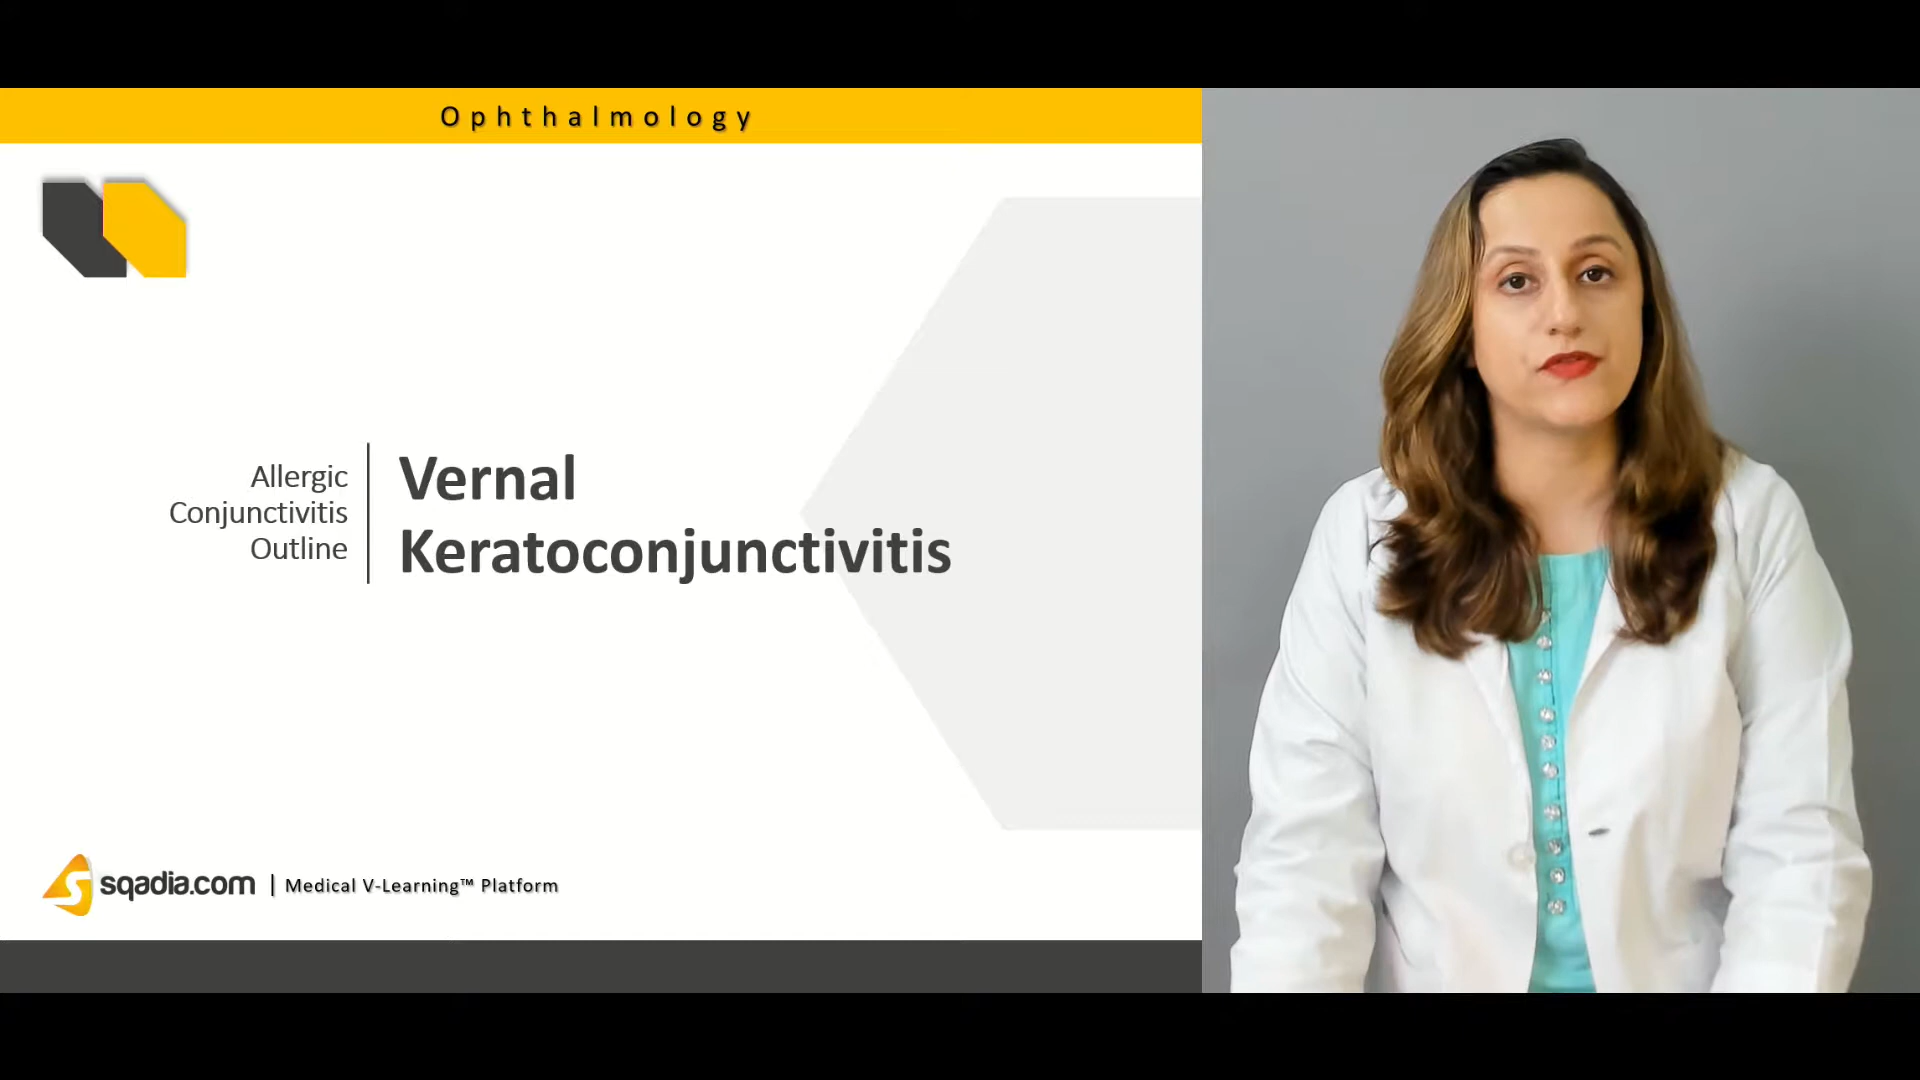 Ophthalmology
Allergic
Conjunctivitis
Outline
Vernal
Keratoconjunctivitis
sqadia.com | Medical V-Learning™ Platform